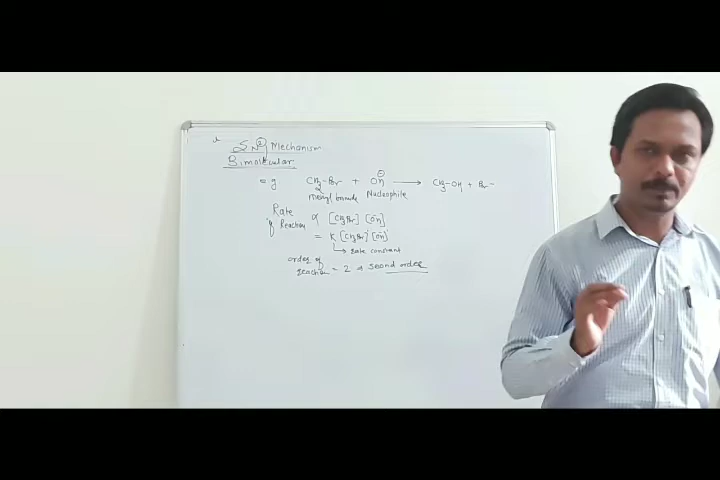 SN2 Mechanism
Bimolecular
e.g CH3-Br + OH⊖ ⟶ CH3-OH + Br-
Methyl bromide Nucleophile
Rate of Reaction ∝ [CH3Br] [OH]
= K [CH3Br]' [OH]'
↳ rate constant
order of reaction = 2 ⇒ Second order